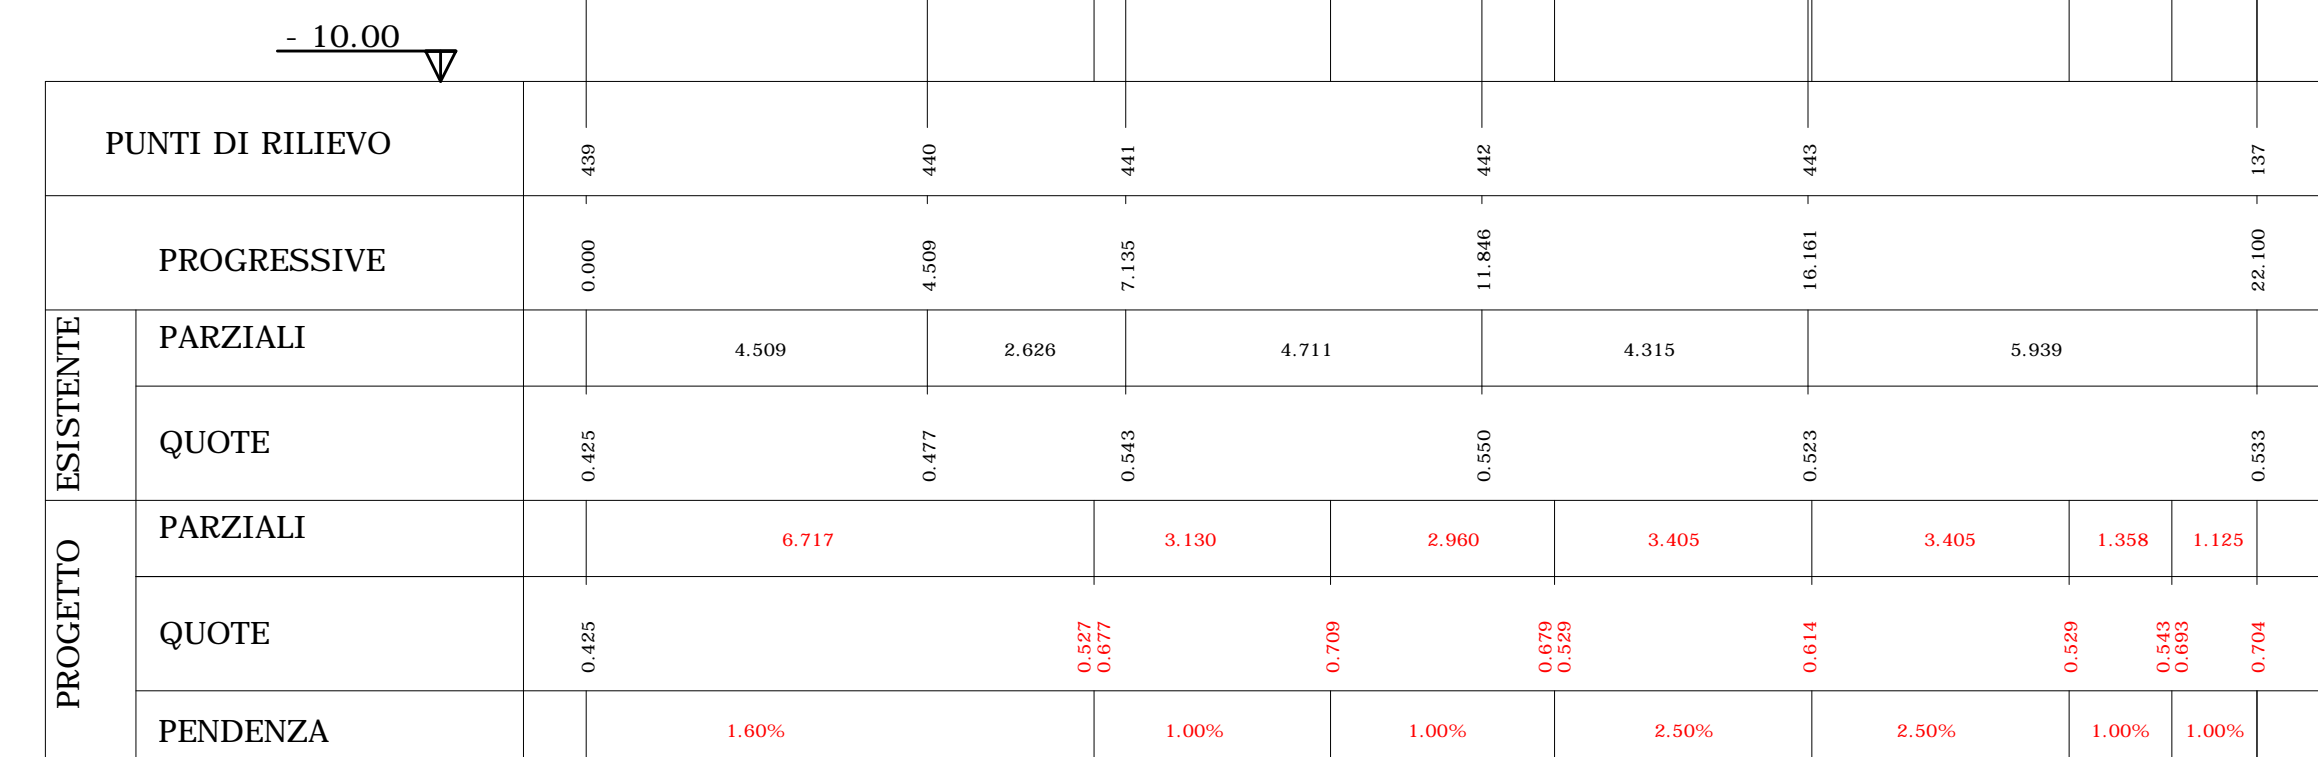 - 10.00
PUNTI DI RILIEVO 439 440 441 442 443 137
PROGRESSIVE 0.000 4.509 7.135 11.846 16.161 22.100
ESISTENTE
PARZIALI 4.509 2.626 4.711 4.315 5.939
QUOTE 0.425 0.477 0.543 0.550 0.523 0.533
PROGETTO
PARZIALI 6.717 3.130 2.960 3.405 3.405 1.358 1.125
QUOTE 0.425 0.527 0.677 0.709 0.679 0.529 0.614 0.529 0.543 0.693 0.704
PENDENZA 1.60% 1.00% 1.00% 2.50% 2.50% 1.00% 1.00%